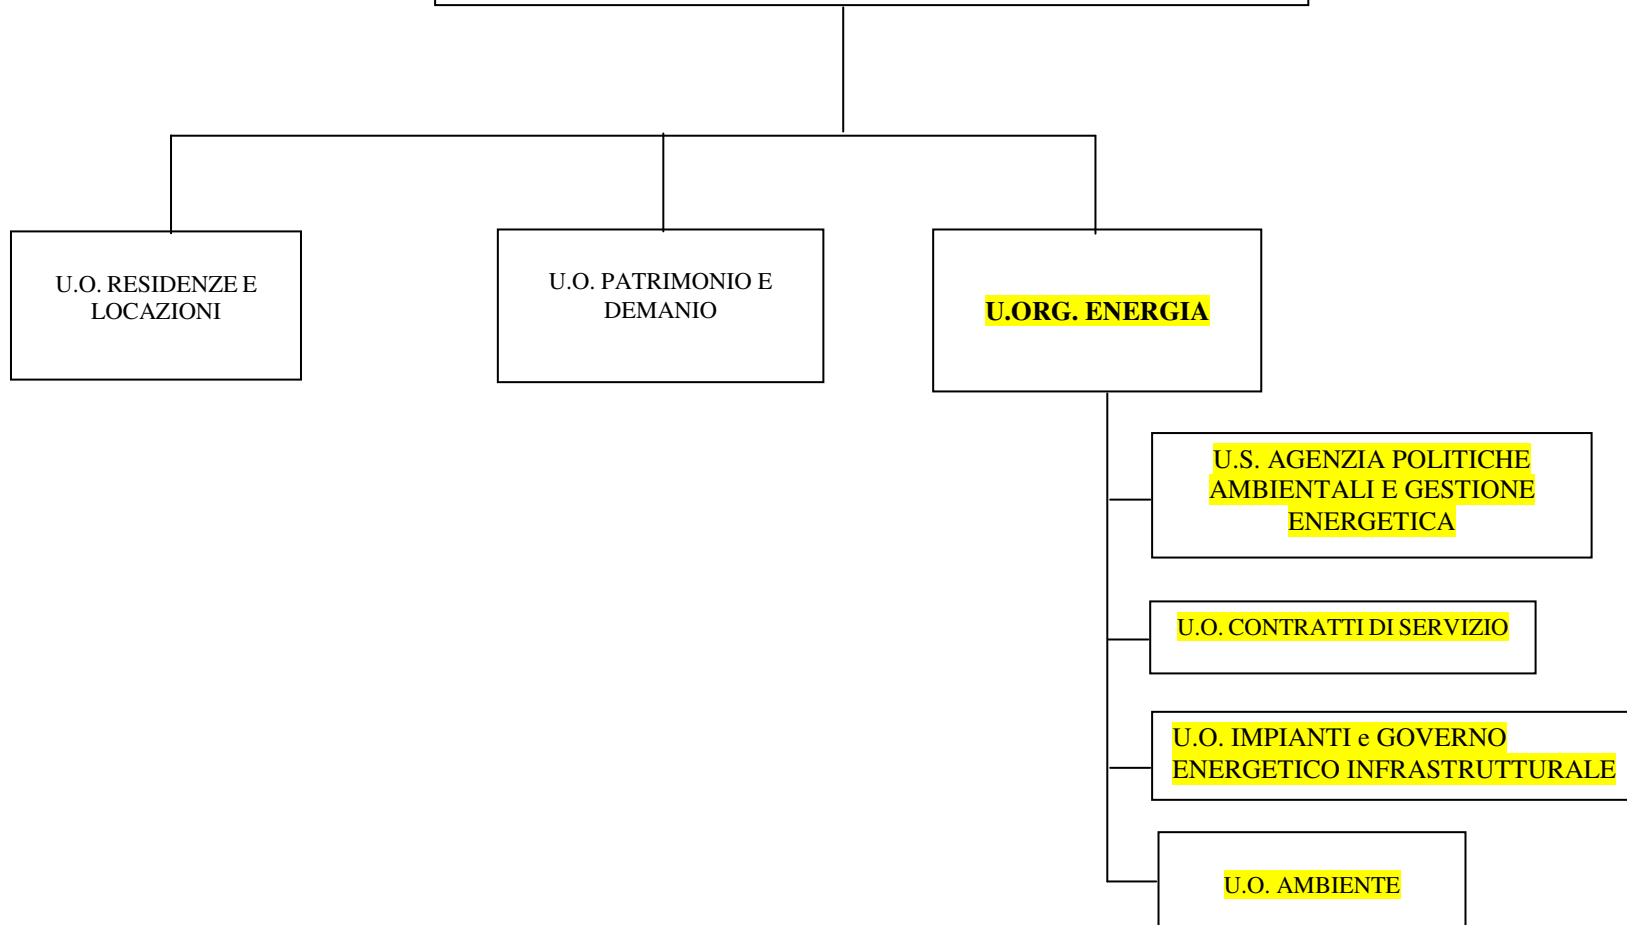 U.O. RESIDENZE E
LOCAZIONI
U.O. PATRIMONIO E
DEMANIO
U.ORG. ENERGIA
U.S. AGENZIA POLITICHE
AMBIENTALI E GESTIONE
ENERGETICA
U.O. CONTRATTI DI SERVIZIO
U.O. IMPIANTI e GOVERNO
ENERGETICO INFRASTRUTTURALE
U.O. AMBIENTE